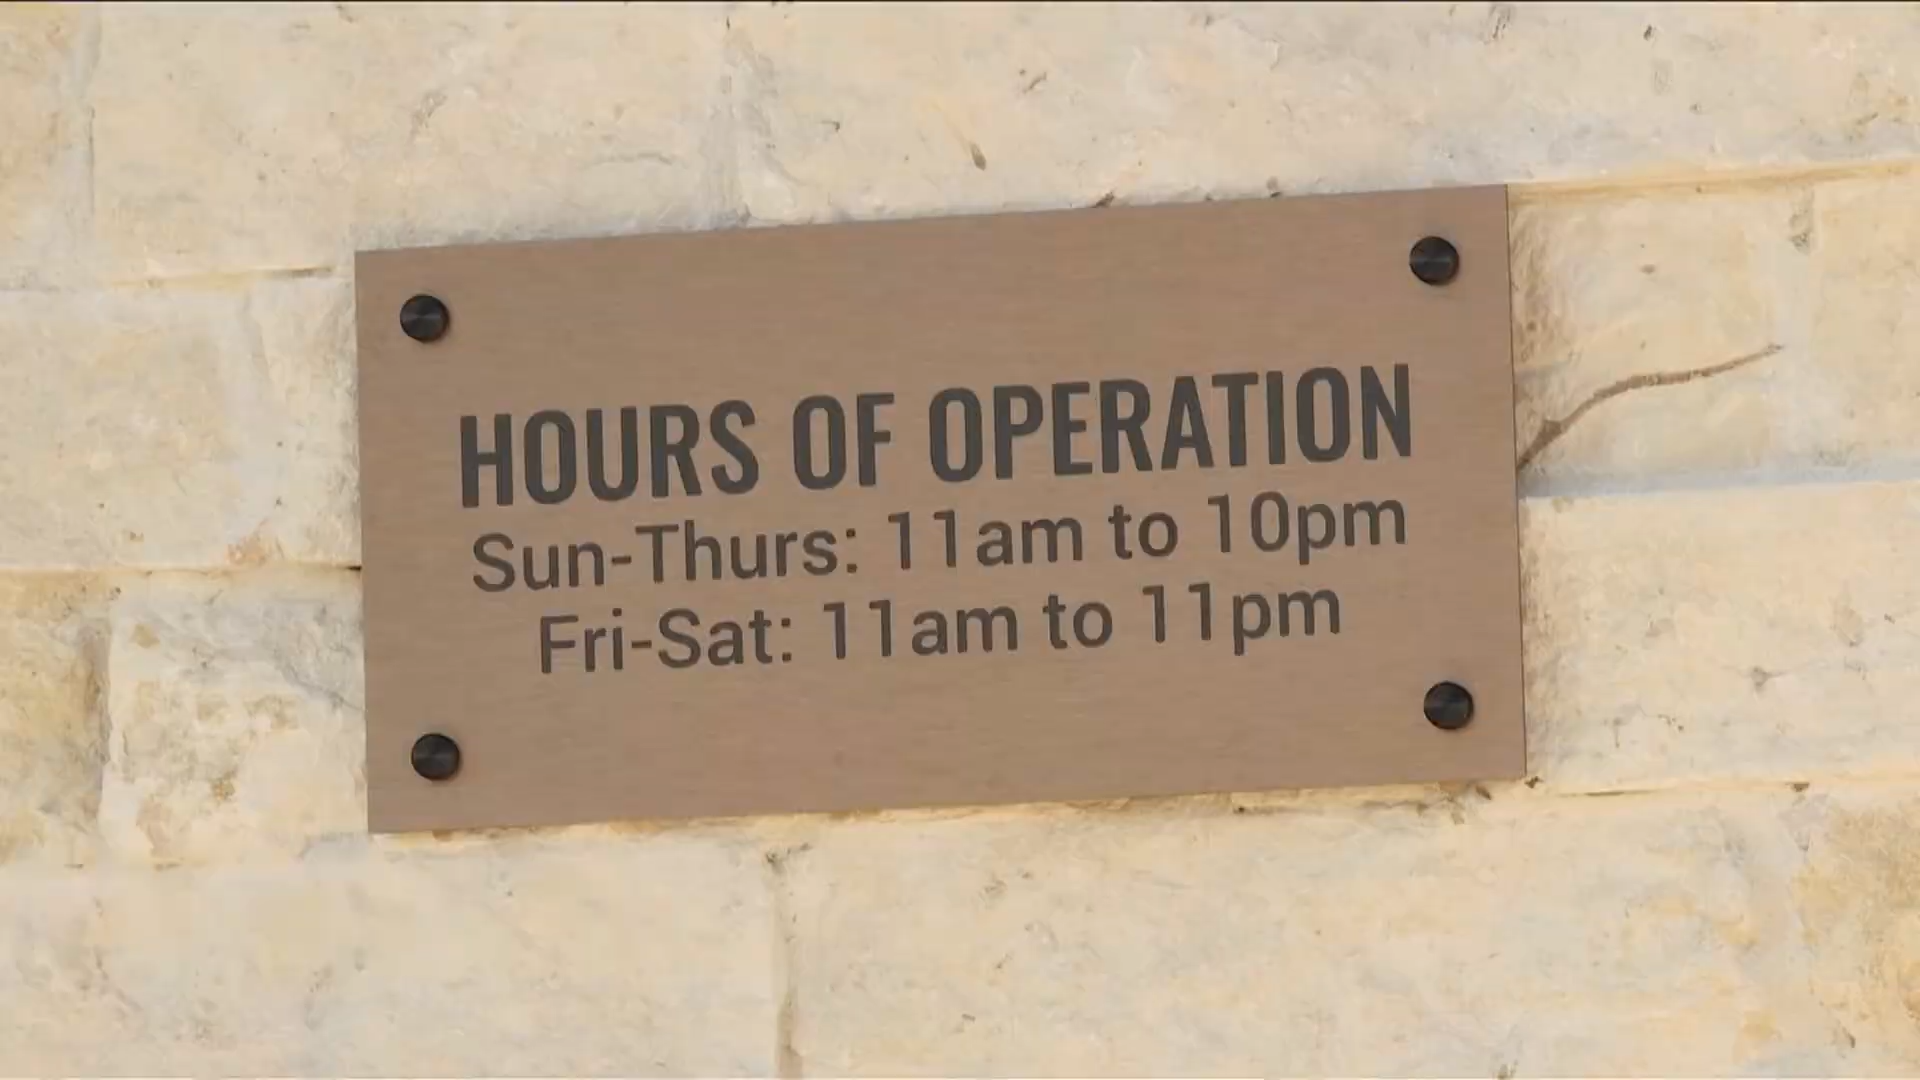 HOURS OF OPERATION
Sun-Thurs: 11am to 10pm
Fri-Sat: 11am to 11pm